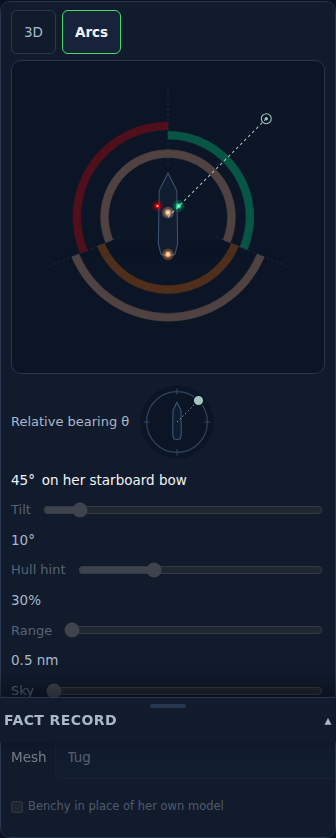 3D Arcs
Relative bearing θ
45° on her starboard bow
Tilt
10°
Hull hint
30%
Range
0.5 nm
Sky
FACT RECORD ▲
Mesh Tug
Benchy in place of her own model